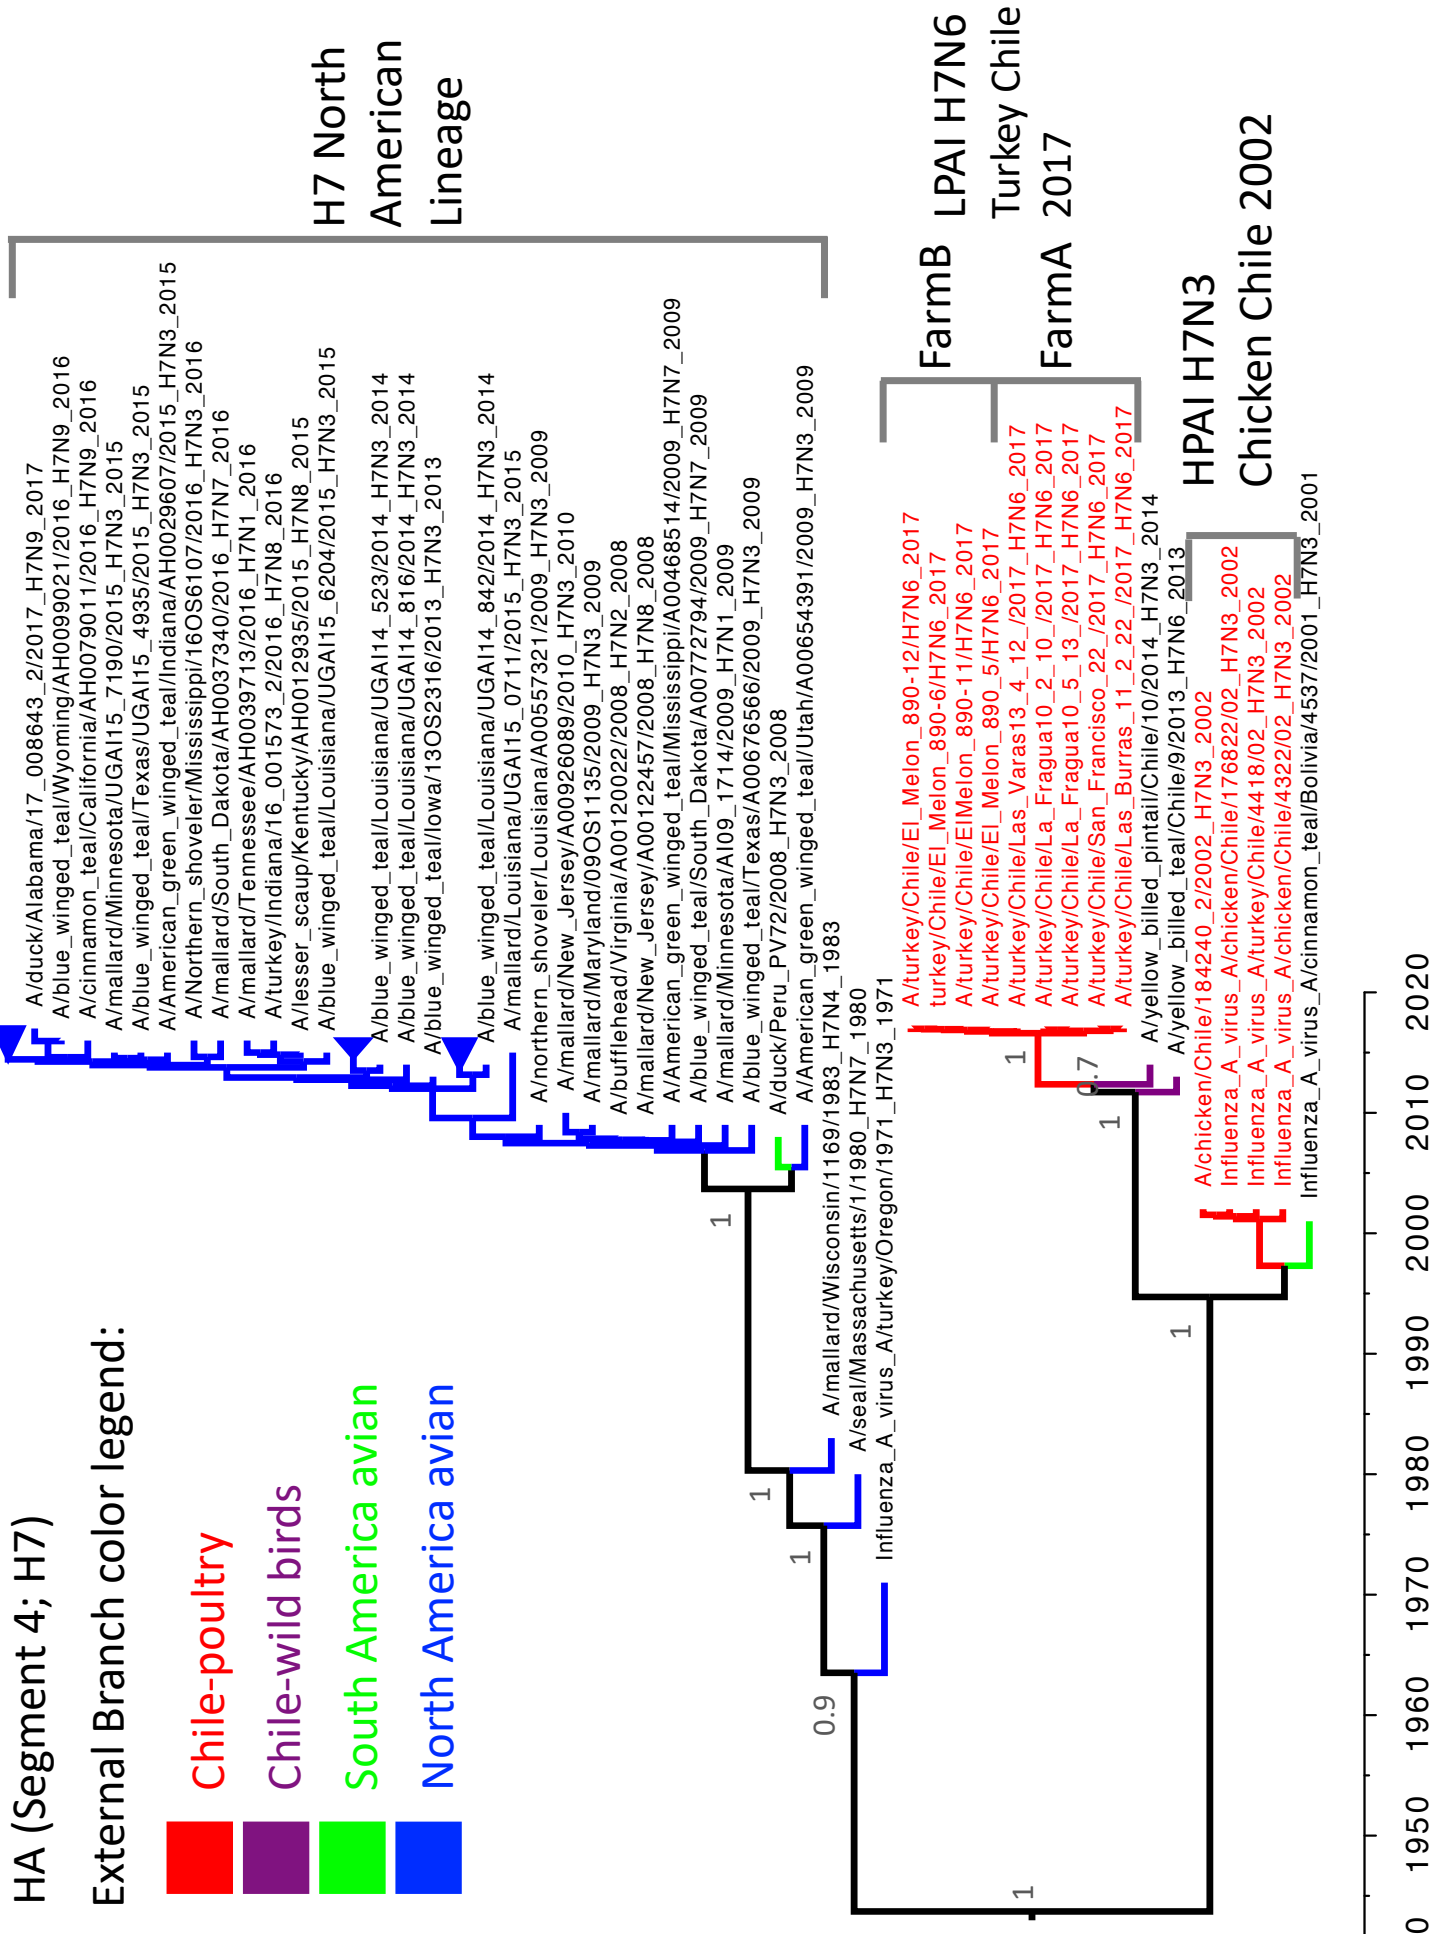 HA (Segment 4; H7)
External Branch color legend:
Chile-poultry
Chile-wild birds
South America avian
North America avian
A/duck/Alabama/17_008643_2/2017_H7N9_2017
A/blue_winged_teal/Wyoming/AH0099021/2016_H7N9_2016
A/cinnamon_teal/California/AH0079011/2016_H7N9_2016
A/mallard/Minnesota/UGAI15_7190/2015_H7N3_2015
A/blue_winged_teal/Texas/UGAI15_4935/2015_H7N3_2015
A/American_green_winged_teal/Indiana/AH0029607/2015_H7N3_2015
A/Northern_shoveler/Mississippi/16OS6107/2016_H7N3_2016
A/mallard/South_Dakota/AH0037340/2016_H7N7_2016
A/mallard/Tennessee/AH0039713/2016_H7N1_2016
A/turkey/Indiana/16_001573_2/2016_H7N8_2016
A/lesser_scaup/Kentucky/AH0012935/2015_H7N8_2015
A/blue_winged_teal/Louisiana/UGAI15_6204/2015_H7N3_2015
A/blue_winged_teal/Louisiana/UGAI14_523/2014_H7N3_2014
A/blue_winged_teal/Louisiana/UGAI14_816/2014_H7N3_2014
A/blue_winged_teal/Iowa/13OS2316/2013_H7N3_2013
A/blue_winged_teal/Louisiana/UGAI14_842/2014_H7N3_2014
A/mallard/Louisiana/UGAI15_0711/2015_H7N3_2015
A/northern_shoveler/Louisiana/A00557321/2009_H7N3_2009
A/mallard/New_Jersey/A00926089/2010_H7N3_2010
A/mallard/Maryland/09OS1135/2009_H7N3_2009
A/bufflehead/Virginia/A00120022/2008_H7N2_2008
A/mallard/New_Jersey/A00122457/2008_H7N8_2008
A/American_green_winged_teal/Mississippi/A00468514/2009_H7N7_2009
A/blue_winged_teal/South_Dakota/A00772794/2009_H7N7_2009
A/mallard/Minnesota/AI09_1714/2009_H7N1_2009
A/blue_winged_teal/Texas/A00676566/2009_H7N3_2009
A/duck/Peru_PV72/2008_H7N3_2008
A/American_green_winged_teal/Utah/A00654391/2009_H7N3_2009
A/mallard/Wisconsin/1169/1983_H7N4_1983
A/seal/Massachusetts/1/1980_H7N7_1980
Influenza_A_virus_A/turkey/Oregon/1971_H7N3_1971
H7 North
American
Lineage
A/turkey/Chile/El_Melon_890-12/H7N6_2017
turkey/Chile/El_Melon_890-6/H7N6_2017
A/turkey/Chile/ElMelon_890-11/H7N6_2017
A/turkey/Chile/El_Melon_890_5/H7N6_2017
A/turkey/Chile/Las_Varas13_4_12_/2017_H7N6_2017
A/turkey/Chile/La_Fragua10_2_10_/2017_H7N6_2017
A/turkey/Chile/La_Fragua10_5_13_/2017_H7N6_2017
A/turkey/Chile/San_Francisco_22_/2017_H7N6_2017
A/turkey/Chile/Las_Burras_11_2_22_/2017_H7N6_2017
A/yellow_billed_pintail/Chile/10/2014_H7N3_2014
A/yellow_billed_teal/Chile/9/2013_H7N6_2013
FarmB
FarmA
LPAI H7N6
Turkey Chile
2017
A/chicken/Chile/184240_2/2002_H7N3_2002
Influenza_A_virus_A/chicken/Chile/176822/02_H7N3_2002
Influenza_A_virus_A/turkey/Chile/4418/02_H7N3_2002
Influenza_A_virus_A/chicken/Chile/4322/02_H7N3_2002
Influenza_A_virus_A/cinnamon_teal/Bolivia/4537/2001_H7N3_2001
HPAI H7N3
Chicken Chile 2002
1
1
1
0.9
1
1
0.7
1
1
0 1950 1960 1970 1980 1990 2000 2010 2020